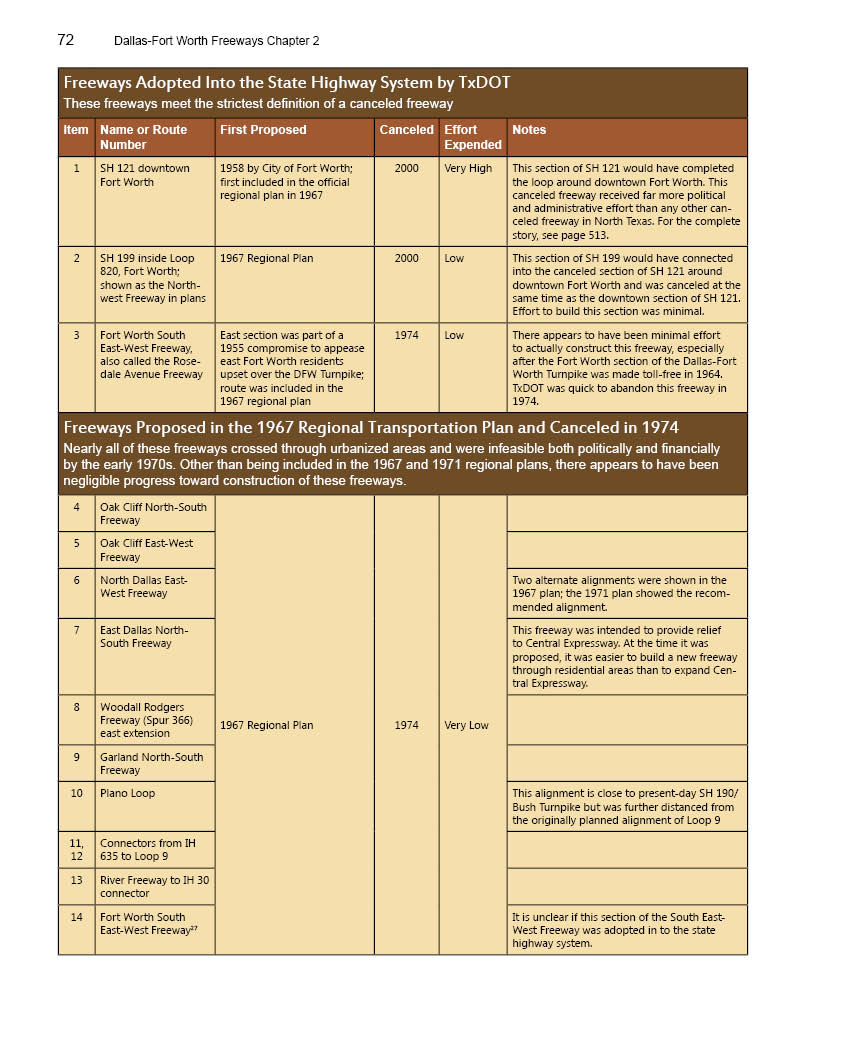 72 Dallas-Fort Worth Freeways Chapter 2
Freeways Adopted Into the State Highway System by TxDOT
These freeways meet the strictest definition of a canceled freeway
Item Name or Route Number First Proposed Canceled Effort Expended Notes
1
SH 121 downtown
Fort Worth
1958 by City of Fort Worth;
first included in the official
regional plan in 1967
2000
Very High
This section of SH 121 would have completed
the loop around downtown Fort Worth. This
canceled freeway received far more political
and administrative effort than any other can-
celed freeway in North Texas. For the complete
story, see page 513.
2
SH 199 inside Loop
820, Fort Worth;
shown as the North-
west Freeway in plans
1967 Regional Plan
2000
Low
This section of SH 199 would have connected
into the canceled section of SH 121 around
downtown Fort Worth and was canceled at the
same time as the downtown section of SH 121.
Effort to build this section was minimal.
3
Fort Worth South
East-West Freeway,
also called the Rose-
dale Avenue Freeway
East section was part of a
1955 compromise to appease
east Fort Worth residents
upset over the DFW Turnpike;
route was included in the
1967 regional plan
1974
Low
There appears to have been minimal effort
to actually construct this freeway, especially
after the Fort Worth section of the Dallas-Fort
Worth Turnpike was made toll-free in 1964.
TxDOT was quick to abandon this freeway in
1974.
Freeways Proposed in the 1967 Regional Transportation Plan and Canceled in 1974
Nearly all of these freeways crossed through urbanized areas and were infeasible both politically and financially
by the early 1970s. Other than being included in the 1967 and 1971 regional plans, there appears to have been
negligible progress toward construction of these freeways.
4
Oak Cliff North-South
Freeway
5
Oak Cliff East-West
Freeway
6
North Dallas East-
West Freeway
Two alternate alignments were shown in the
1967 plan; the 1971 plan showed the recom-
mended alignment.
7
East Dallas North-
South Freeway
This freeway was intended to provide relief
to Central Expressway. At the time it was
proposed, it was easier to build a new freeway
through residential areas than to expand Cen-
tral Expressway.
8
Woodall Rodgers
Freeway (Spur 366)
east extension
1967 Regional Plan
1974
Very Low
9
Garland North-South
Freeway
10
Plano Loop
This alignment is close to present-day SH 190/
Bush Turnpike but was further distanced from
the originally planned alignment of Loop 9
11,
12
Connectors from IH
635 to Loop 9
13
River Freeway to IH 30
connector
14
Fort Worth South
East-West Freeway²⁷
It is unclear if this section of the South East-
West Freeway was adopted in to the state
highway system.